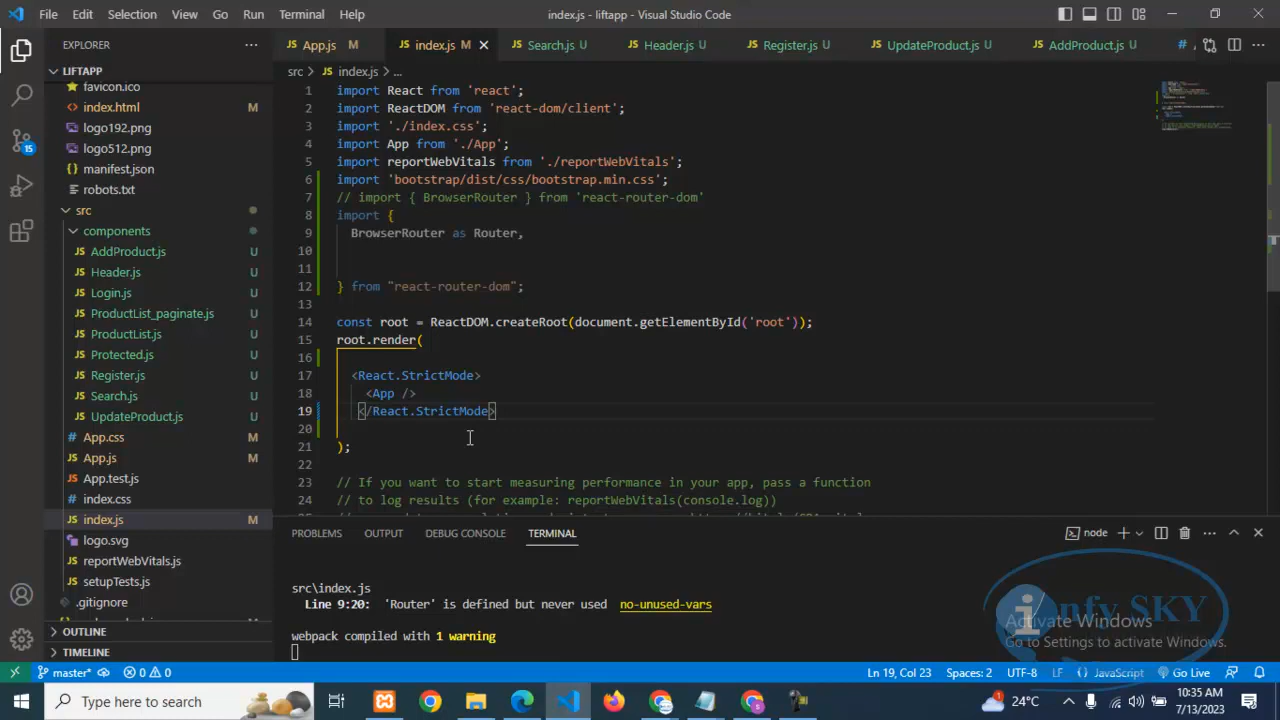 File Edit Selection View Go Run Terminal Help index.js - liftapp - Visual Studio Code
EXPLORER
App.js M index.js M Search.js U Header.js U Register.js U UpdateProduct.js U AddProduct.js U
LIFTAPP
src > index.js > ...
favicon.ico
index.html M
logo192.png
logo512.png
manifest.json
robots.txt
src
components
AddProduct.js U
Header.js U
Login.js U
ProductList_paginate.js U
ProductList.js U
Protected.js U
Register.js U
Search.js U
UpdateProduct.js U
App.css M
App.js M
App.test.js
index.css
index.js M
logo.svg
reportWebVitals.js
setupTests.js
.gitignore
OUTLINE
TIMELINE
1 import React from 'react';
2 import ReactDOM from 'react-dom/client';
3 import './index.css';
4 import App from './App';
5 import reportWebVitals from './reportWebVitals';
6 import 'bootstrap/dist/css/bootstrap.min.css';
7 // import { BrowserRouter } from 'react-router-dom'
8 import {
9 BrowserRouter as Router,
10
11
12 } from "react-router-dom";
13
14 const root = ReactDOM.createRoot(document.getElementById('root'));
15 root.render(
16
17 <React.StrictMode>
18 <App />
19 </React.StrictMode>
20
21 );
22
23 // If you want to start measuring performance in your app, pass a function
24 // to log results (for example: reportWebVitals(console.log))
PROBLEMS OUTPUT DEBUG CONSOLE TERMINAL
node
src\index.js
Line 9:20: 'Router' is defined but never used no-unused-vars
webpack compiled with 1 warning
infy SKY
Activate Windows
Go to Settings to activate Windows.
master* 0 0 Ln 19, Col 23 Spaces: 2 UTF-8 LF {} JavaScript Go Live
Type here to search
24°C
10:35 AM
7/13/2023
15